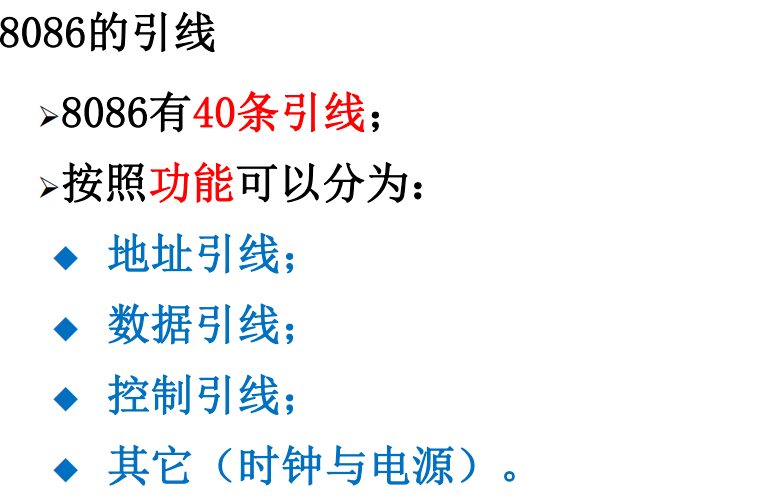 8086的引线
➢8086有40条引线；
➢按照功能可以分为：
◆ 地址引线；
◆ 数据引线；
◆ 控制引线；
◆ 其它（时钟与电源）。